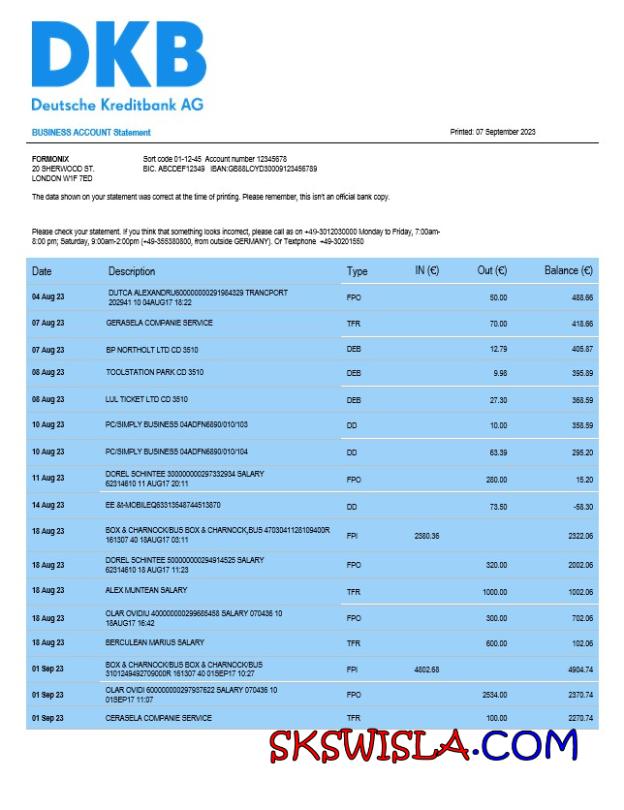 DKB
Deutsche Kreditbank AG
BUSINESS ACCOUNT Statement Printed: 07 September 2023
FORMONIX Sort code 01-12-45 Account number 12345678
20 SHERWOOD ST. BIC. ABCDEF12349 IBAN:GB88LOYD30009123456789
LONDON W1F 7ED
The data shown on your statement was correct at the time of printing. Please remember, this isn't an official bank copy.
Please check your statement. If you think that something looks incorrect, please call as on +49-3012030000 Monday to Friday, 7:00am-
8:00 pm; Saturday, 9:00am-2:00pm (+49-355380800, from outside GERMANY). Or Textphone +49-30201550
Date Description Type IN (€) Out (€) Balance (€)
04 Aug 23 DUTCA ALEXANDRU600000000291984329 TRANCPORT FPO 50.00 488.66
202941 10 04AUG17 18:22
07 Aug 23 GERASELA COMPANIE SERVICE TFR 70.00 418.66
07 Aug 23 BP NORTHOLT LTD CD 3510 DEB 12.79 405.87
08 Aug 23 TOOLSTATION PARK CD 3510 DEB 9.98 395.89
08 Aug 23 LUL TICKET LTD CD 3510 DEB 27.30 368.59
10 Aug 23 PC/SIMPLY BUSINESS 04ADFN6890/010/103 DD 10.00 358.59
10 Aug 23 PC/SIMPLY BUSINESS 04ADFN6890/010/104 DD 63.39 295.20
11 Aug 23 DOREL SCHINTEE 300000000297332934 SALARY FPO 280.00 15.20
62314610 11 AUG17 20:11
14 Aug 23 EE &t-MOBILEQ63313548744513870 DD 73.50 -58.30
18 Aug 23 BOX & CHARNOCK/BUS BOX & CHARNOCK,BUS 4703041128109400R FPI 2380.36 2322.06
161307 40 18AUG17 03:11
18 Aug 23 DOREL SCHINTEE 500000000294914525 SALARY FPO 320.00 2002.06
62314610 18 AUG17 11:23
18 Aug 23 ALEX MUNTEAN SALARY TFR 1000.00 1002.06
18 Aug 23 OLAR OVIDIU 400000000299685458 SALARY 070436 10 FPO 300.00 702.06
18AUG17 16:42
18 Aug 23 BERCULEAN MARIUS SALARY TFR 600.00 102.06
01 Sep 23 BOX & CHARNOCK/BUS BOX & CHARNOCK/BUS FPI 4802.68 4904.74
3101249492709000R 161307 40 01SEP17 10:27
01 Sep 23 OLAR OVIDI 600000000297937622 SALARY 070436 10 FPO 2534.00 2370.74
01SEP17 11:07
01 Sep 23 CERASELA COMPANIE SERVICE TFR 100.00 2270.74
SKSWISLA.COM